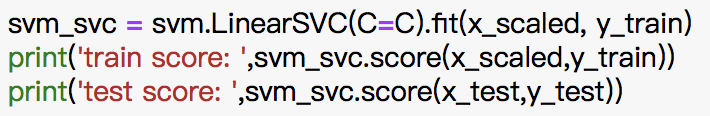 svm_svc = svm.LinearSVC(C=C).fit(x_scaled, y_train)
print('train score: ',svm_svc.score(x_scaled,y_train))
print('test score: ',svm_svc.score(x_test,y_test))